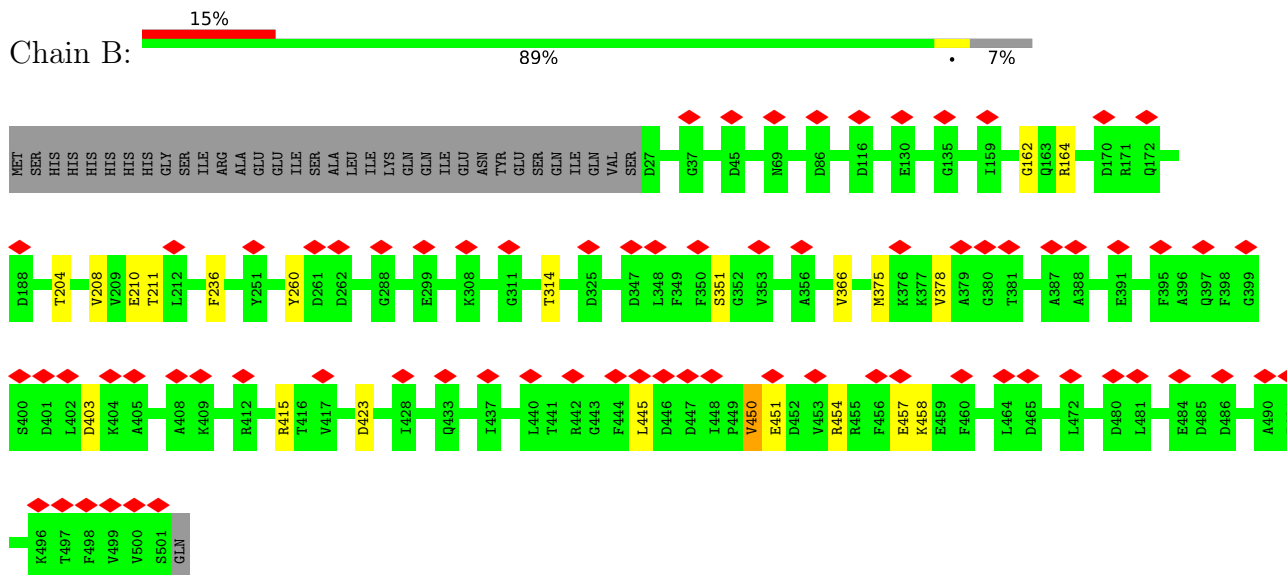 15%
Chain B:
89% • 7%
MET SER HIS HIS HIS HIS HIS HIS GLY SER ILE ARG ALA GLU GLU ILE SER ALA LEU ILE LYS GLN GLN ILE GLU ASN TYR GLU SER GLN ILE GLN VAL SER D27 G37 D45 N69 D86 D116 E130 G135 I159 G162 Q163 R164 D170 R171 Q172
D188 T204 V208 V209 E210 T211 L212 F236 Y251 Y260 D261 D262 G288 E299 K308 G311 T314 D325 D347 L348 F349 F350 S351 G352 V353 A356 V366 M375 K376 K377 V378 A379 G380 T381 A387 A388 E391 F395 A396 Q397 F398 G399
S400 D401 L402 D403 K404 A405 A408 K409 R412 R415 T416 V417 D423 I428 Q433 I437 L440 T441 R442 G443 F444 L445 D446 D447 I448 P449 V450 E451 D452 V453 R454 R455 F456 E457 K458 E459 F460 L464 D465 L472 D480 L481 E484 D485 D486 A490
K496 T497 F498 V499 V500 S501 GLN